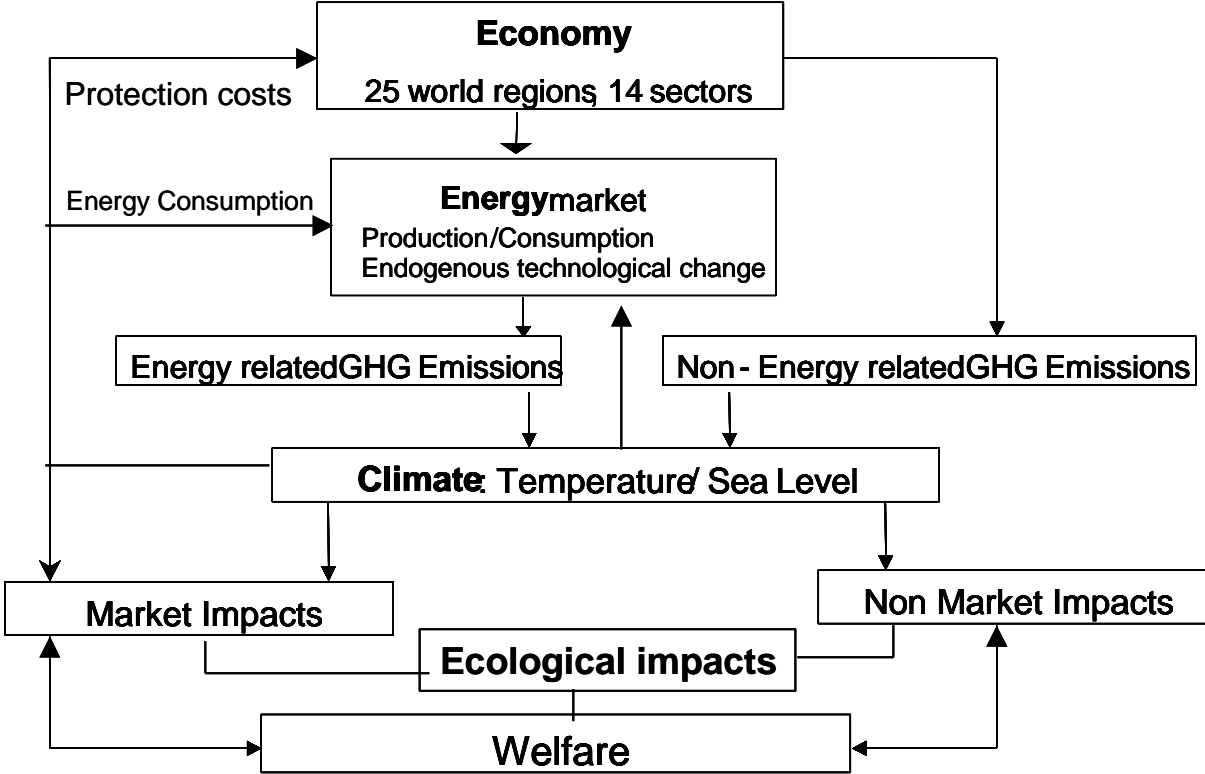 Economy
25 world regions, 14 sectors
Protection costs
Energy Consumption
Energymarket
Production/Consumption
Endogenous technological change
Energy relatedGHG Emissions
Non - Energy relatedGHG Emissions
Climate: Temperature/ Sea Level
Market Impacts
Non Market Impacts
Ecological impacts
Welfare